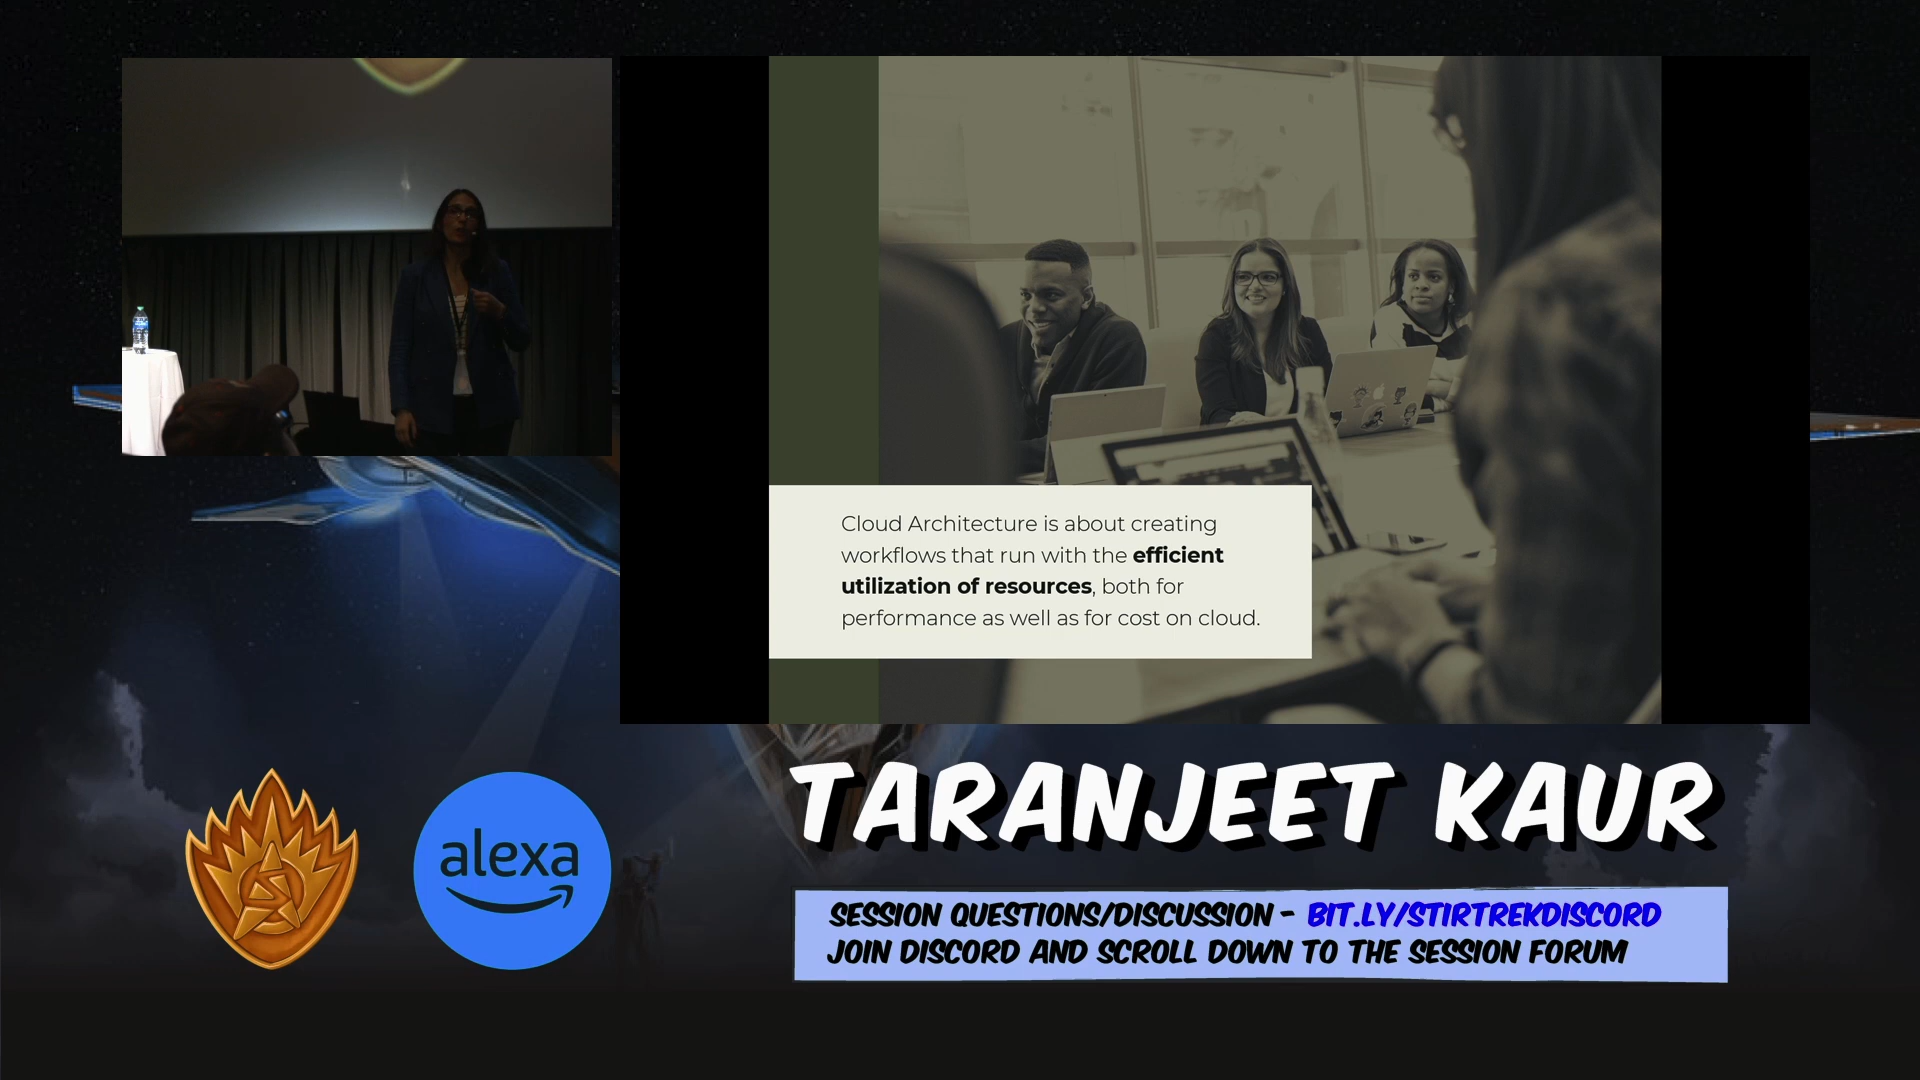 Cloud Architecture is about creating
workflows that run with the efficient
utilization of resources, both for
performance as well as for cost on cloud.
TARANJEET KAUR
alexa
SESSION QUESTIONS/DISCUSSION - BIT.LY/STIRTREKDISCORD
JOIN DISCORD AND SCROLL DOWN TO THE SESSION FORUM